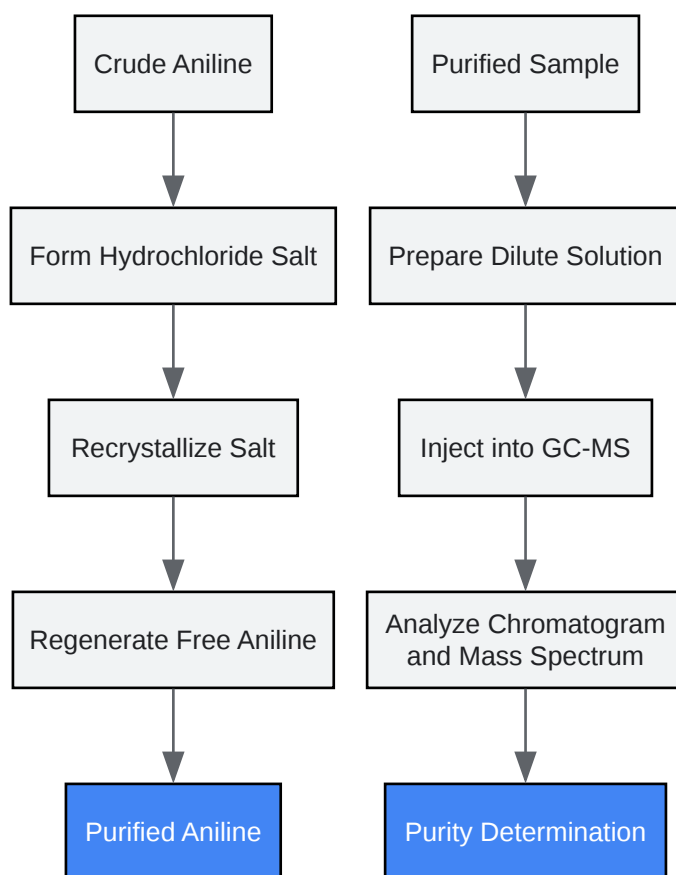 Crude Aniline
Form Hydrochloride Salt
Recrystallize Salt
Regenerate Free Aniline
Purified Aniline
Purified Sample
Prepare Dilute Solution
Inject into GC-MS
Analyze Chromatogram
and Mass Spectrum
Purity Determination